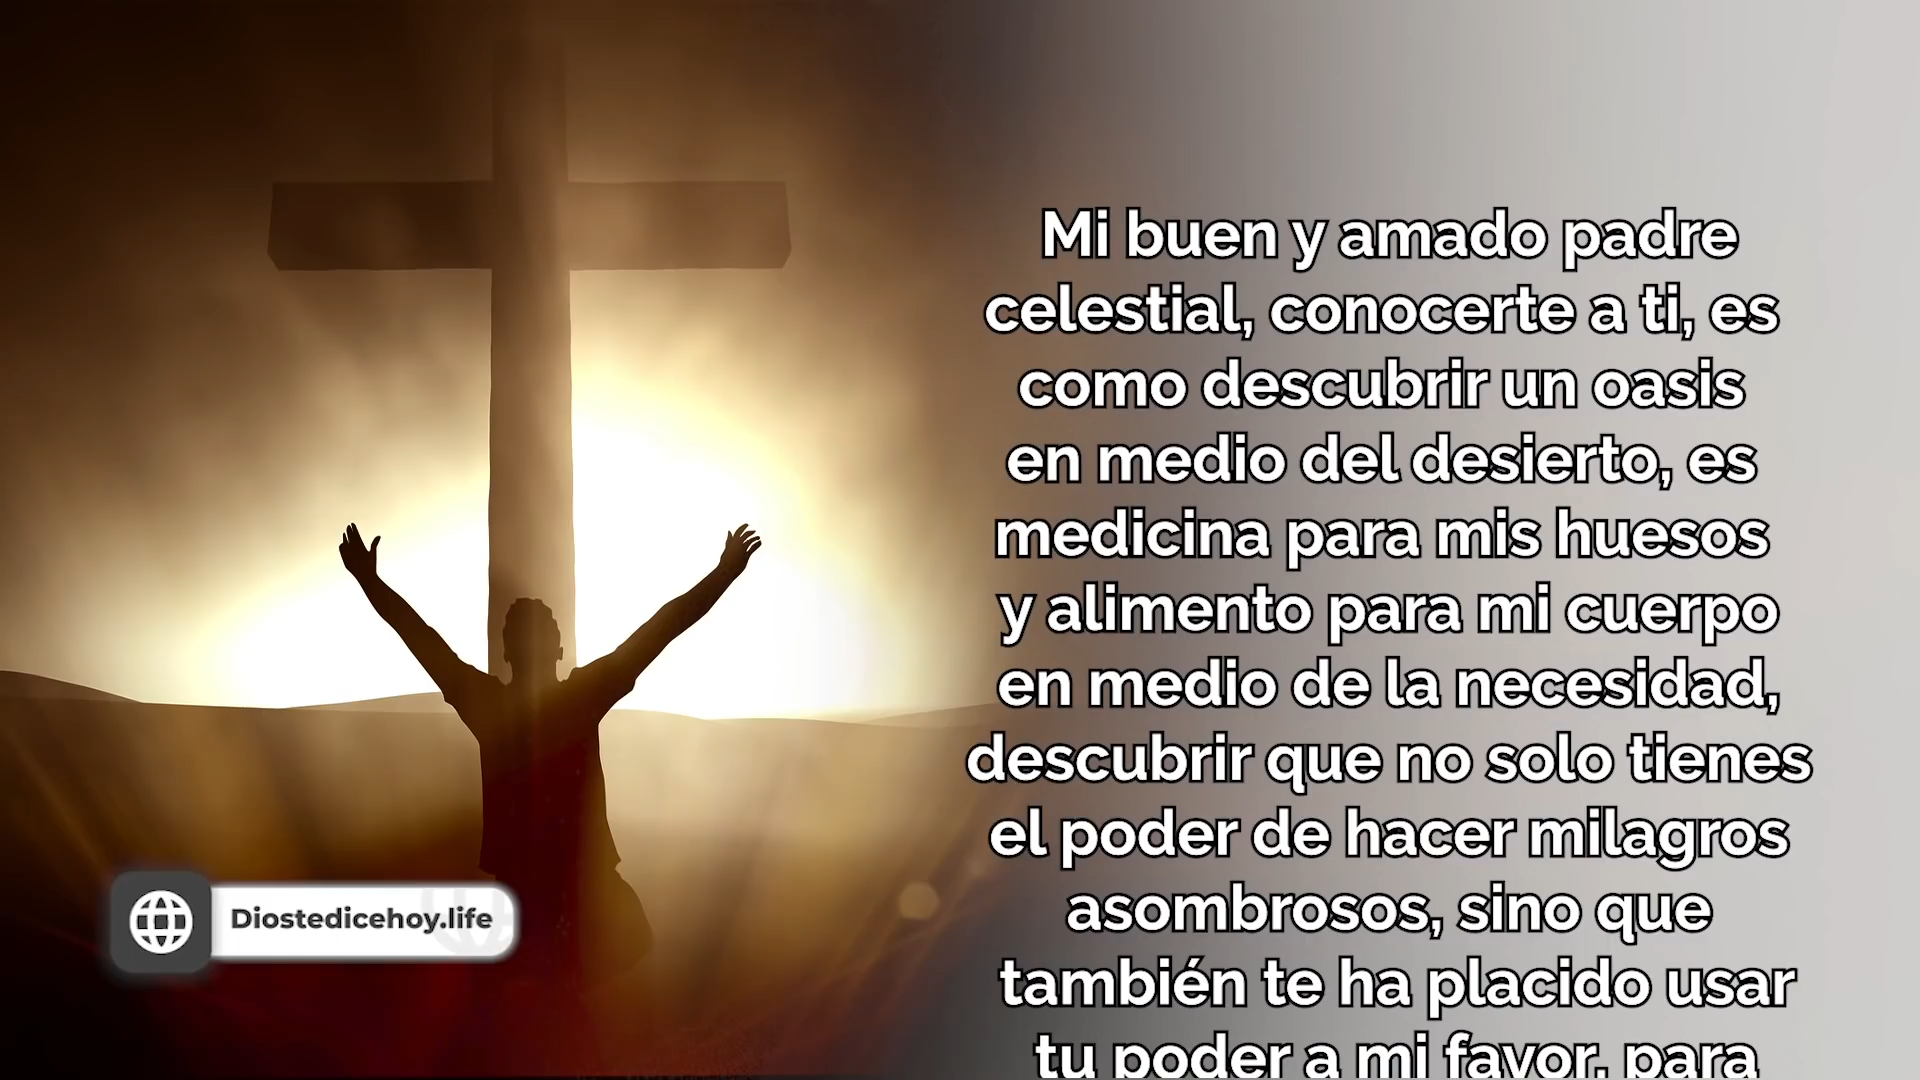 Mi buen y amado padre
celestial, conocerte a ti, es
como descubrir un oasis
en medio del desierto, es
medicina para mis huesos
y alimento para mi cuerpo
en medio de la necesidad,
descubrir que no solo tienes
el poder de hacer milagros
asombrosos, sino que
también te ha placido usar
tu poder a mi favor, para
Diostedicehoy.life